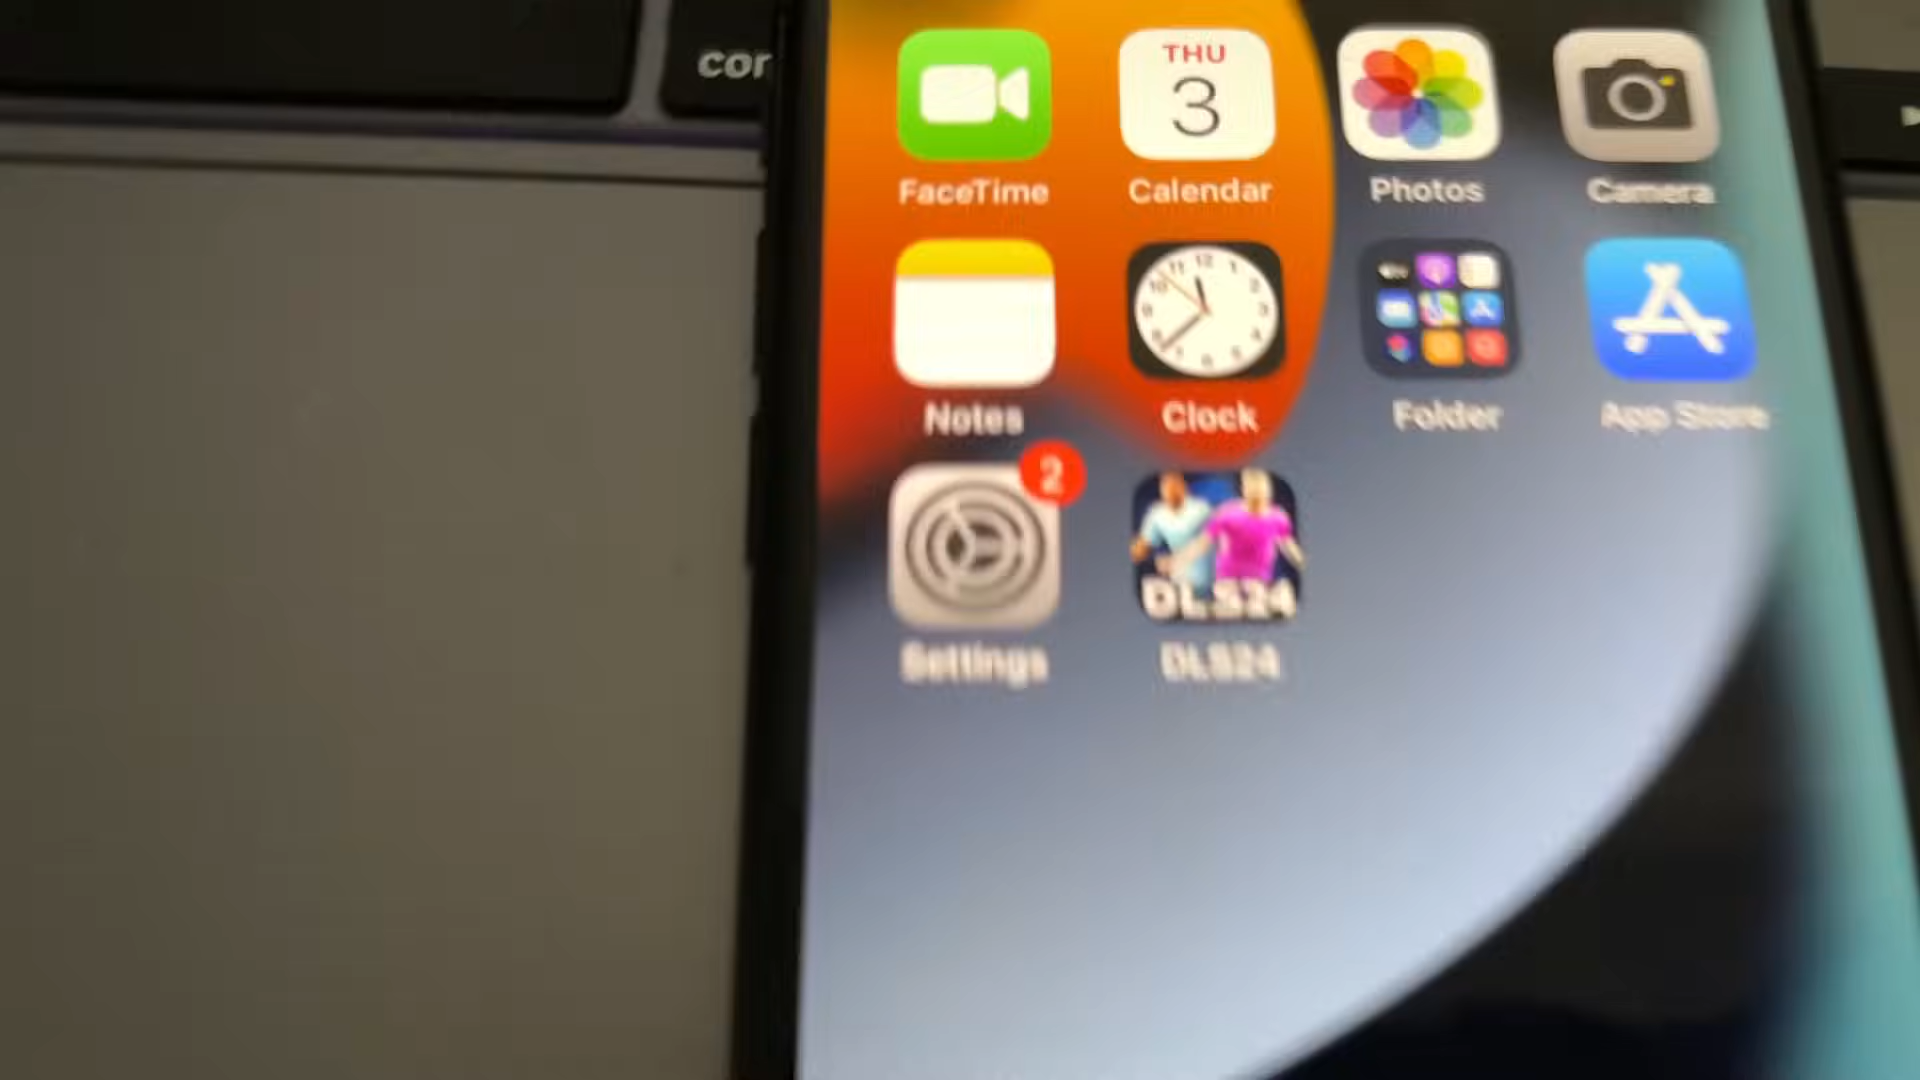 cor
THU
3
FaceTime
Calendar
Photos
Camera
Notes
Clock
Folder
App Store
2
DLS24
Settings
DLS24